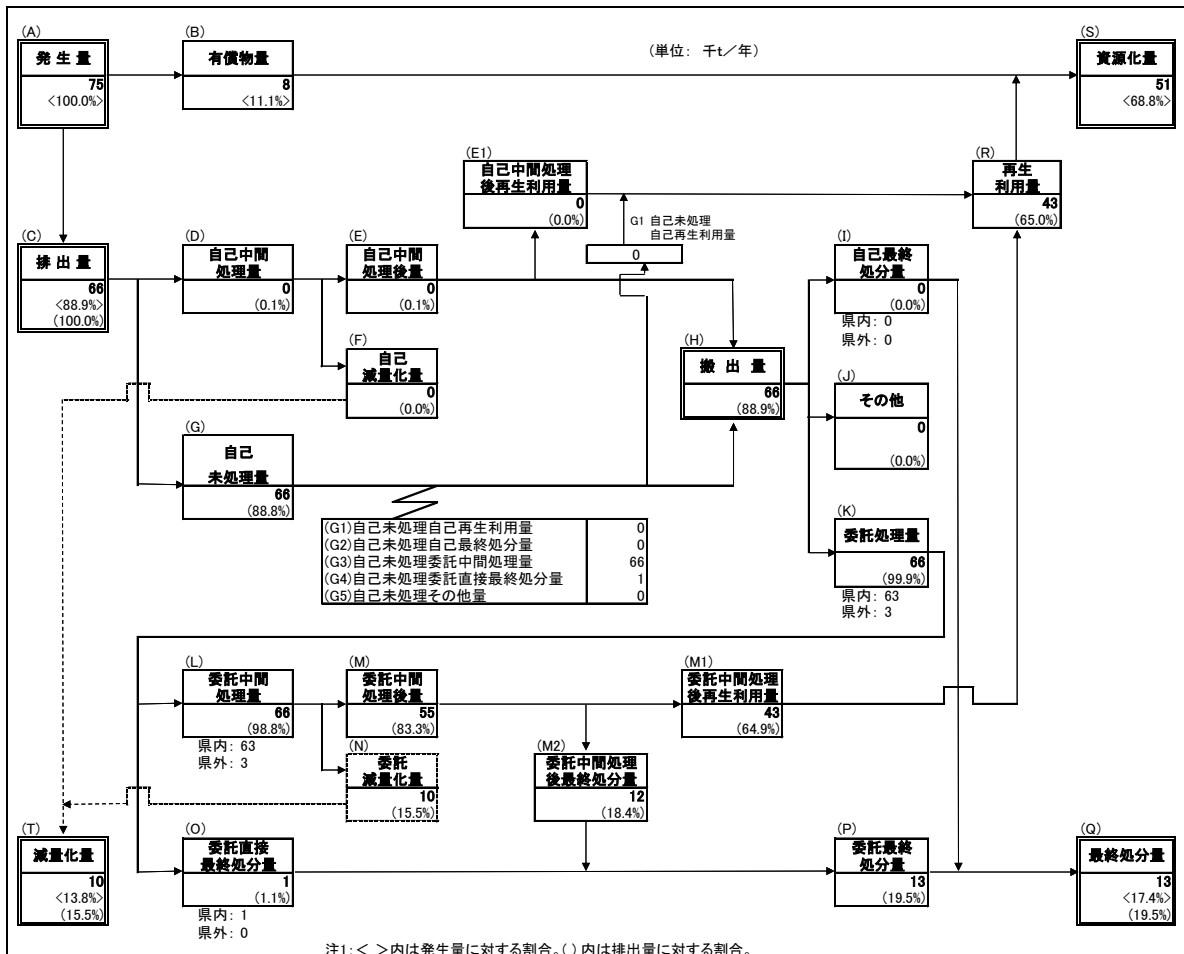 (A)
発生量
75
<100.0%>
(B)
有償物量
8
<11.1%>
(単位： 千t／年)
(S)
資源化量
51
<68.8%>
(E1)
自己中間処理
後再生利用量
0
(0.0%)
G1 自己未処理
自己再生利用量
0
(R)
再生
利用量
43
(65.0%)
(C)
排出量
66
<88.9%>
(100.0%)
(D)
自己中間
処理量
0
(0.1%)
(E)
自己中間
処理後量
0
(0.1%)
(I)
自己最終
処分量
0
(0.0%)
県内： 0
県外： 0
(F)
自己
減量化量
0
(0.0%)
(H)
搬出量
66
(88.9%)
(J)
その他
0
(0.0%)
(G)
自己
未処理量
66
(88.8%)
(G1)自己未処理自己再生利用量 0
(G2)自己未処理自己最終処分量 0
(G3)自己未処理委託中間処理量 66
(G4)自己未処理委託直接最終処分量 1
(G5)自己未処理その他量 0
(K)
委託処理量
66
(99.9%)
県内： 63
県外： 3
(L)
委託中間
処理量
66
(98.8%)
県内： 63
県外： 3
(M)
委託中間
処理後量
55
(83.3%)
(M1)
委託中間処理
後再生利用量
43
(64.9%)
(N)
委託
減量化量
10
(15.5%)
(M2)
委託中間処理
後最終処分量
12
(18.4%)
(T)
減量化量
10
<13.8%>
(15.5%)
(O)
委託直接
最終処分量
1
(1.1%)
県内： 1
県外： 0
(P)
委託最終
処分量
13
(19.5%)
(Q)
最終処分量
13
<17.4%>
(19.5%)
注1：＜ ＞内は発生量に対する割合。( ) 内は排出量に対する割合。